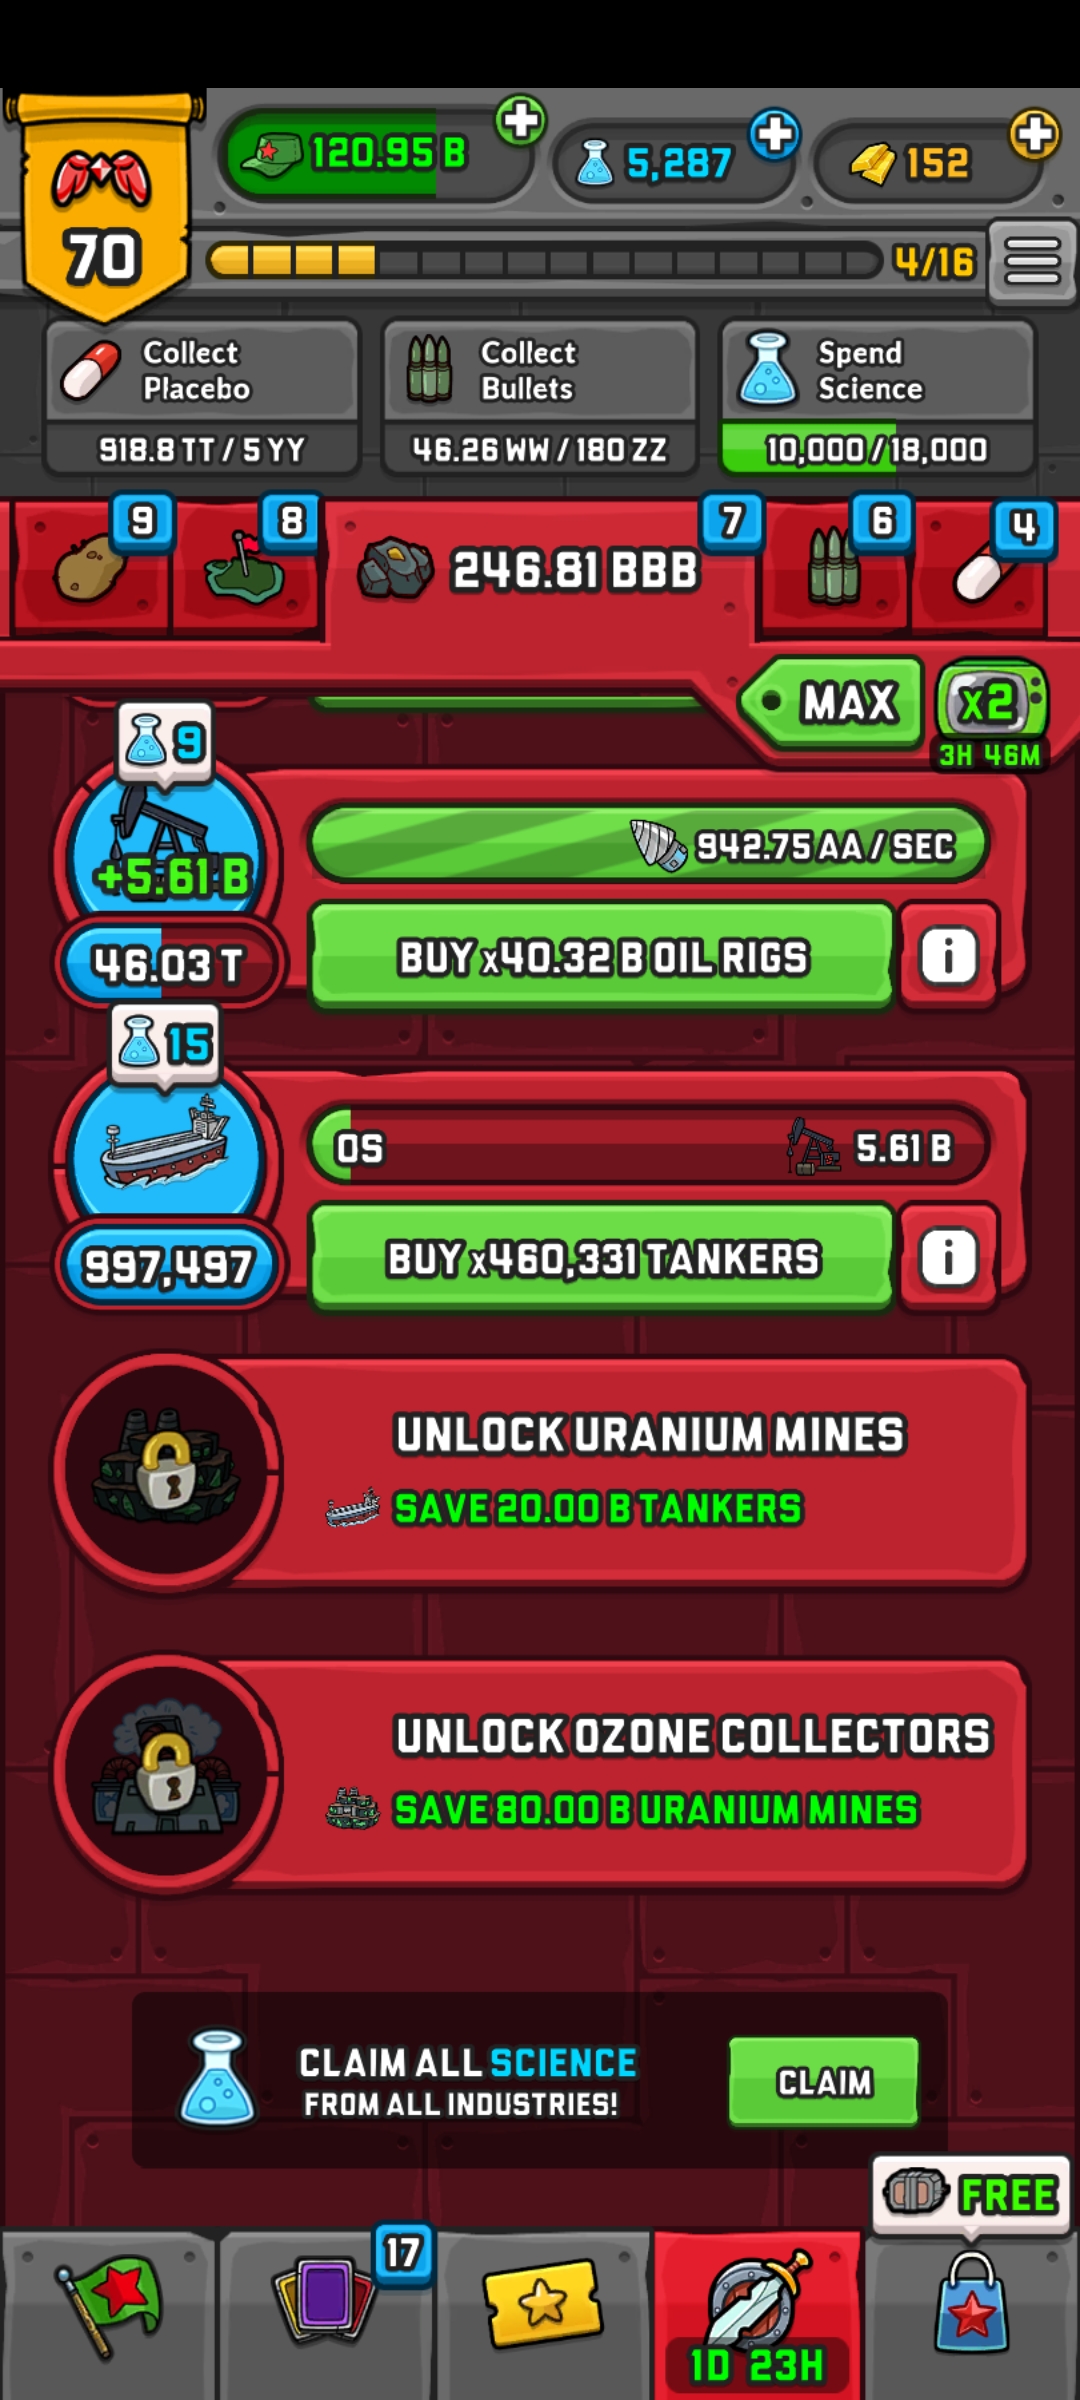 120.95 B
5,287
152
70
4/16
Collect
Placebo
918.8 TT / 5 YY
Collect
Bullets
46.26 WW / 180 ZZ
Spend
Science
10,000 / 18,000
9
8
246.81 BBB
7
6
4
MAX
x2
3H 46M
9
+5.61 B
46.03 T
942.75 AA / SEC
BUY x40.32 B OIL RIGS
i
15
997,497
0S
5.61 B
BUY x460,331 TANKERS
i
UNLOCK URANIUM MINES
SAVE 20.00 B TANKERS
UNLOCK OZONE COLLECTORS
SAVE 80.00 B URANIUM MINES
CLAIM ALL SCIENCE
FROM ALL INDUSTRIES!
CLAIM
FREE
17
1D 23H